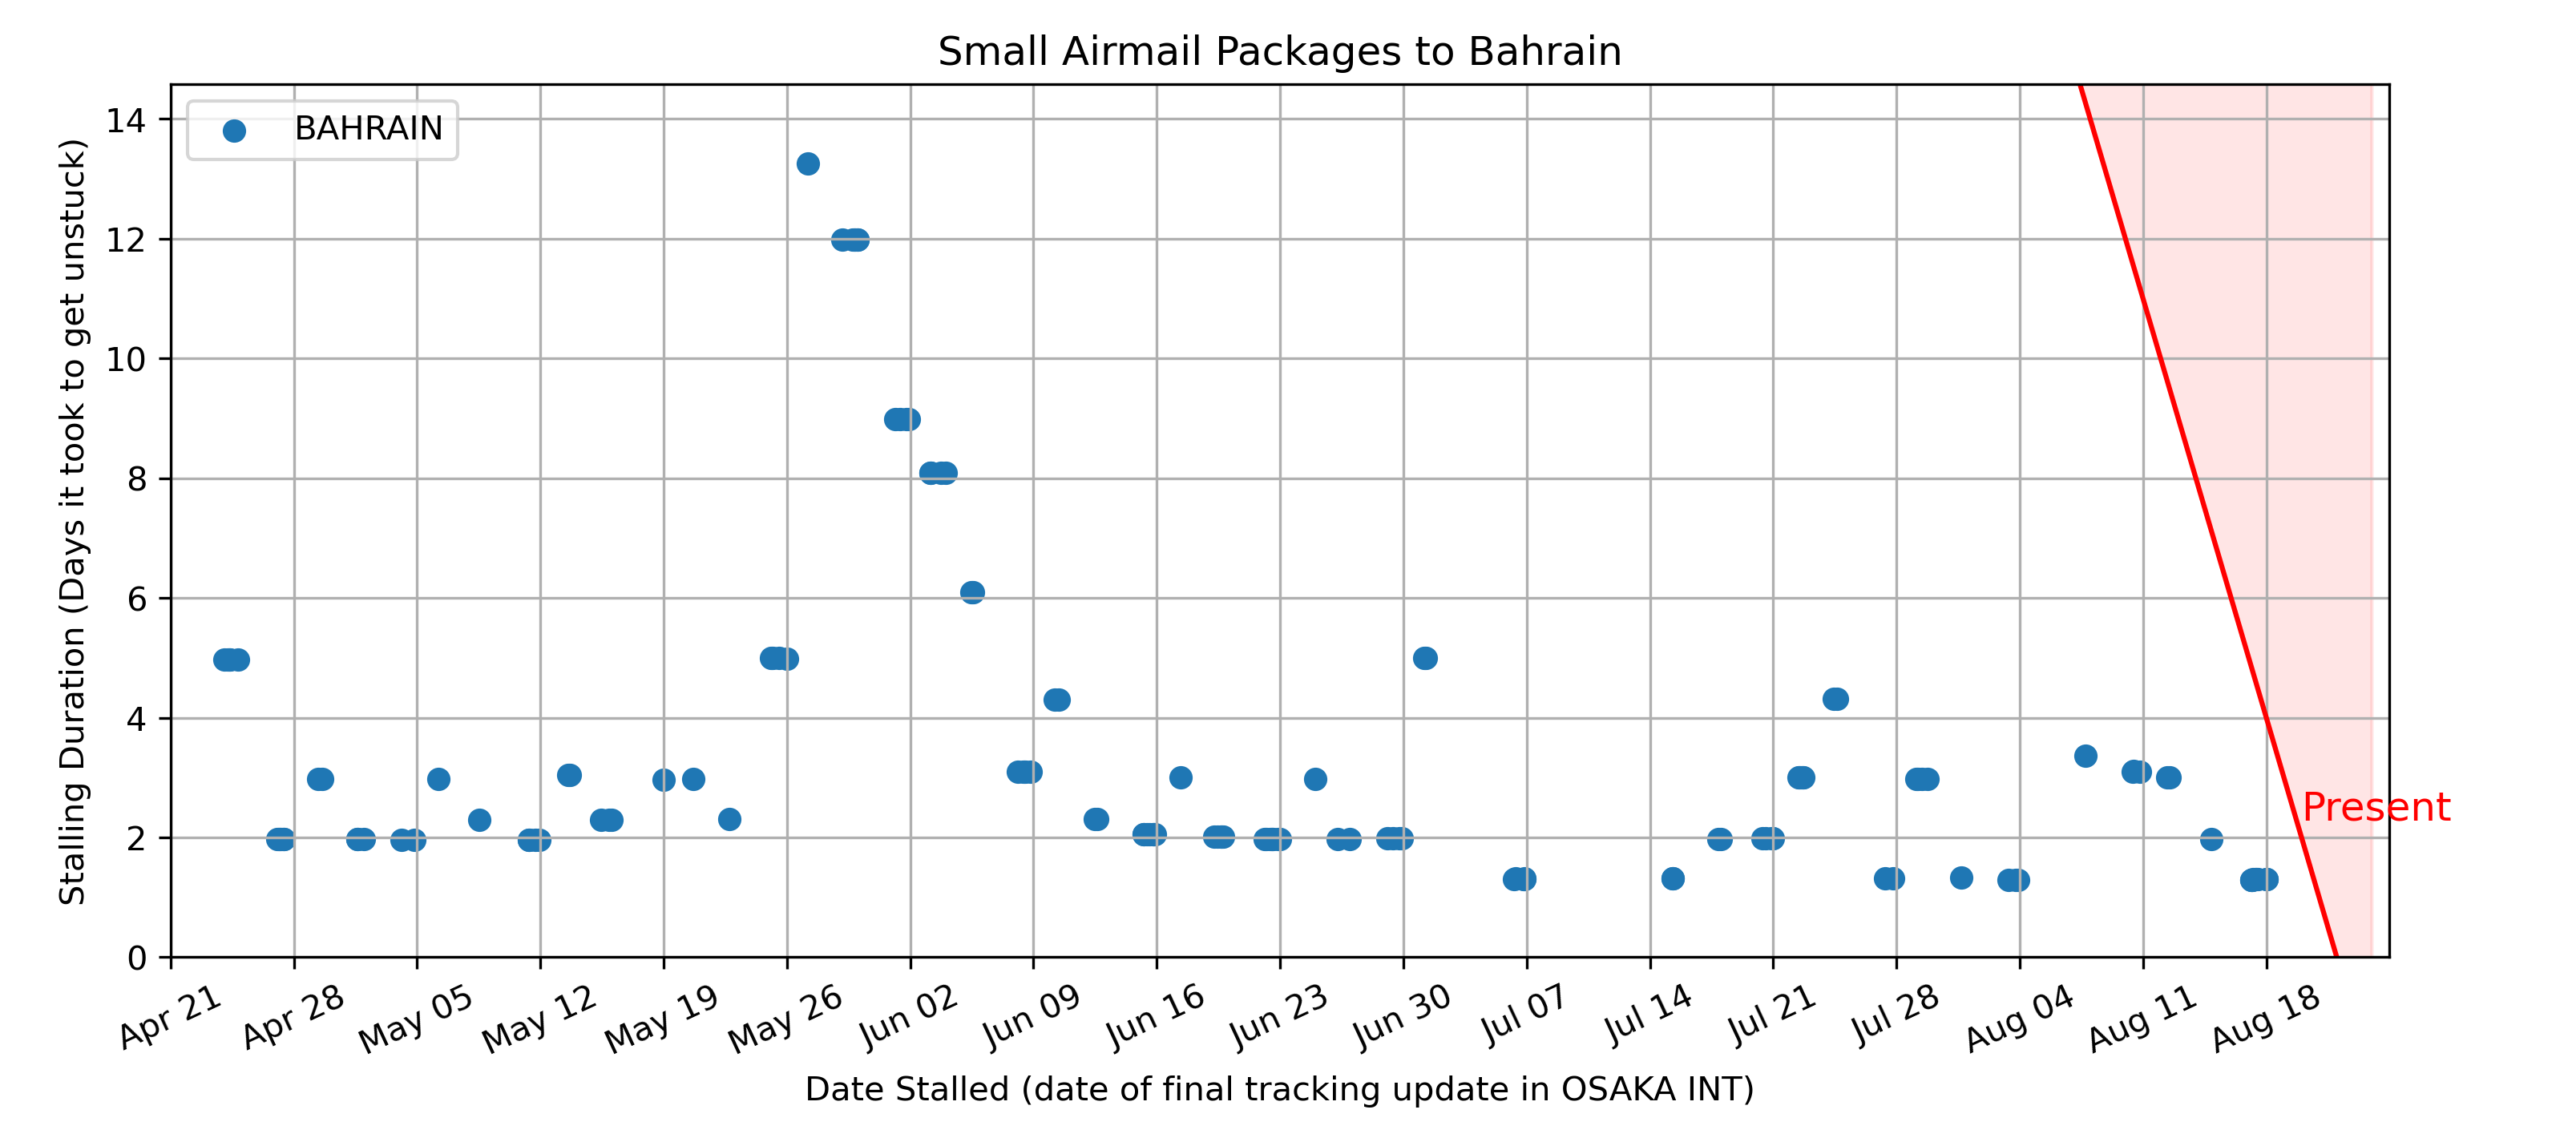 Small Airmail Packages to Bahrain
BAHRAIN
Stalling Duration (Days it took to get unstuck)
14
12
10
8
6
4
2
0
Present
Apr 21
Apr 28
May 05
May 12
May 19
May 26
Jun 02
Jun 09
Jun 16
Jun 23
Jun 30
Jul 07
Jul 14
Jul 21
Jul 28
Aug 04
Aug 11
Aug 18
Date Stalled (date of final tracking update in OSAKA INT)